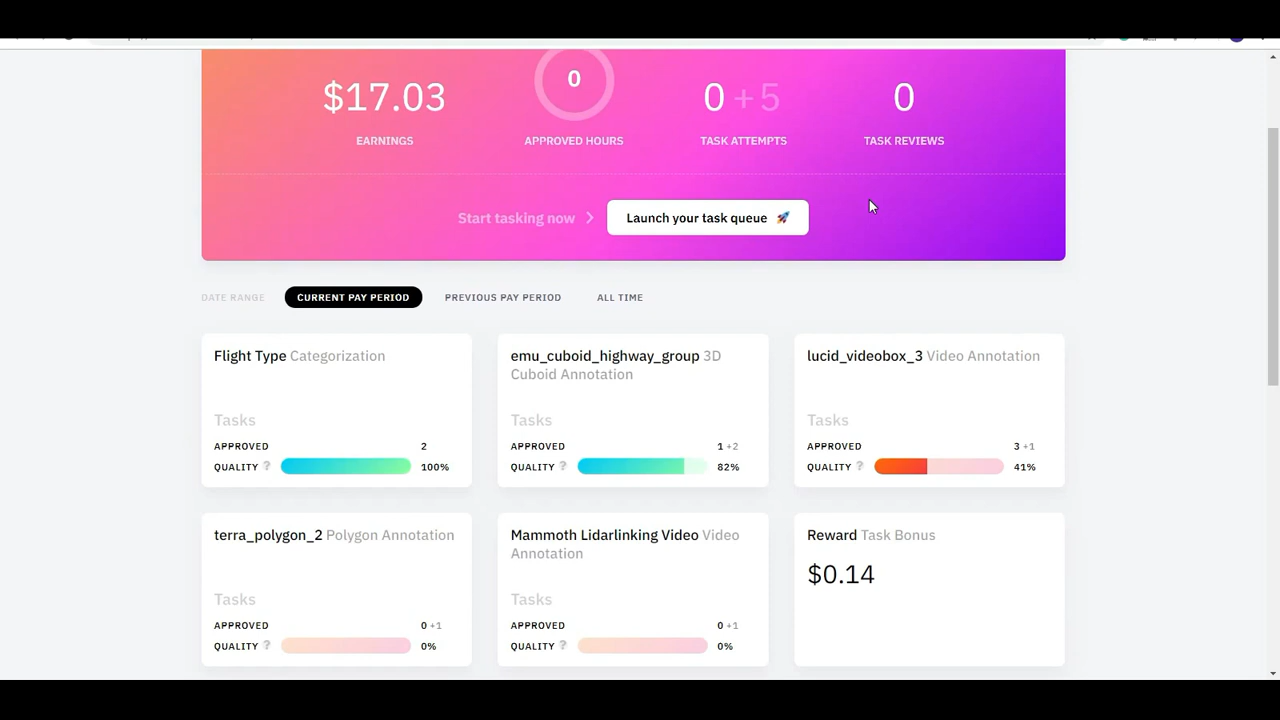 0
$17.03
0 +5
0
EARNINGS
APPROVED HOURS
TASK ATTEMPTS
TASK REVIEWS
Start tasking now
Launch your task queue
DATE RANGE
CURRENT PAY PERIOD
PREVIOUS PAY PERIOD
ALL TIME
Flight Type Categorization
Tasks
APPROVED 2
QUALITY ? 100%
emu_cuboid_highway_group 3D
Cuboid Annotation
Tasks
APPROVED 1 +2
QUALITY ? 82%
lucid_videobox_3 Video Annotation
Tasks
APPROVED 3 +1
QUALITY ? 41%
terra_polygon_2 Polygon Annotation
Tasks
APPROVED 0 +1
QUALITY ? 0%
Mammoth Lidarlinking Video Video
Annotation
Tasks
APPROVED 0 +1
QUALITY ? 0%
Reward Task Bonus
$0.14